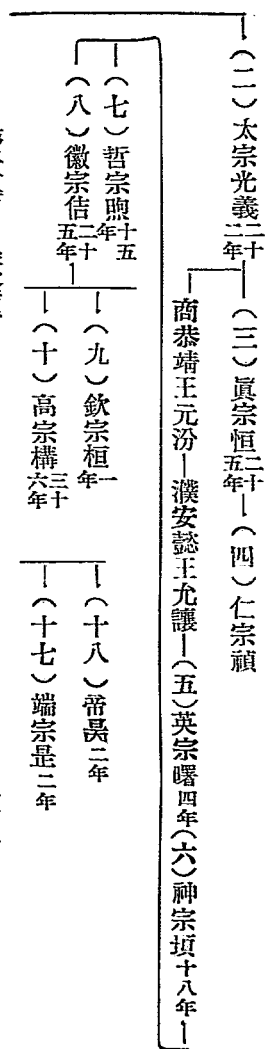 (二)太宗光義二十二年
(三)眞宗恒二十五年
(四)仁宗禎
商恭靖王元汾
濮安懿王允讓
(五)英宗曙四年
(六)神宗頊十八年
(七)哲宗煦十五年
(八)徽宗佶二十五年
(九)欽宗桓一年
(十)高宗構三十六年
(十八)帝昺二年
(十七)端宗昰二年